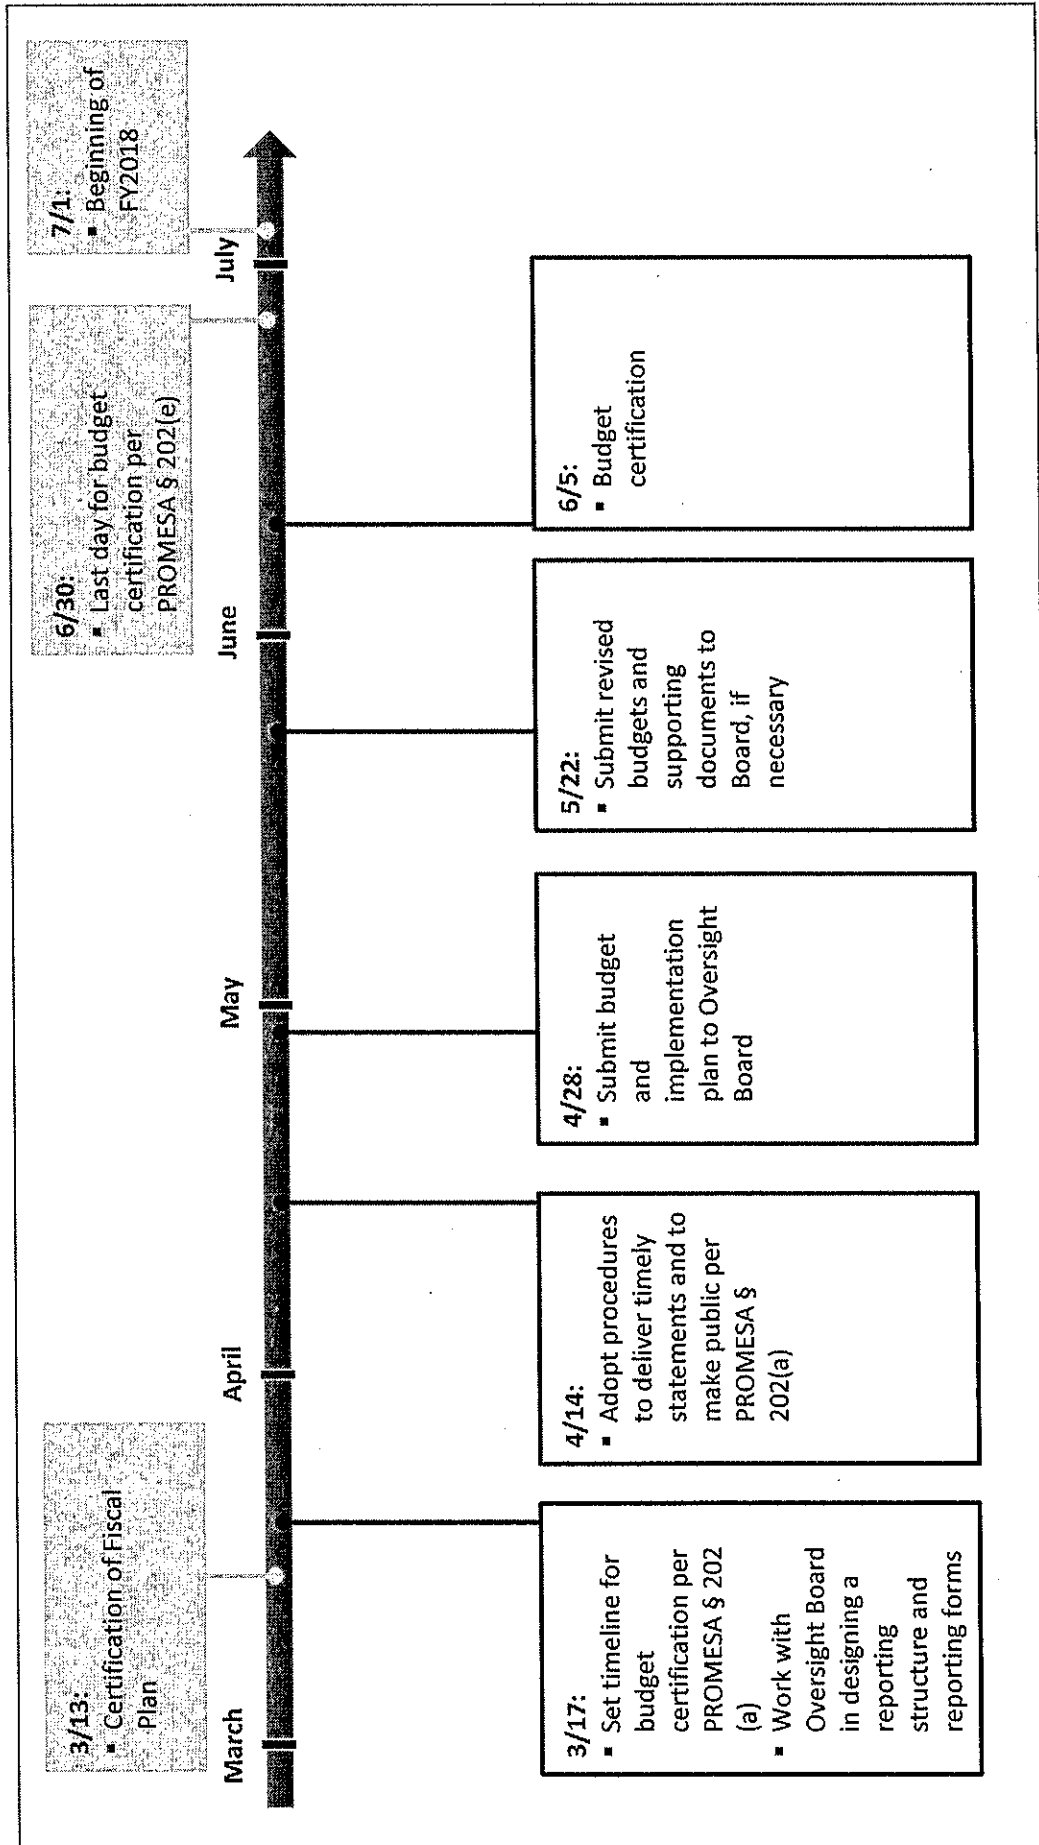 3/13:
▪ Certification of Fiscal
Plan
6/30:
▪ Last day for budget
certification per
PROMESA § 202(e)
7/1:
▪ Beginning of
FY2018
March
April
May
June
July
3/17:
▪ Set timeline for
budget
certification per
PROMESA § 202
(a)
▪ Work with
Oversight Board
in designing a
reporting
structure and
reporting forms
4/14:
▪ Adopt procedures
to deliver timely
statements and to
make public per
PROMESA §
202(a)
4/28:
▪ Submit budget
and
implementation
plan to Oversight
Board
5/22:
▪ Submit revised
budgets and
supporting
documents to
Board, if
necessary
6/5:
▪ Budget
certification